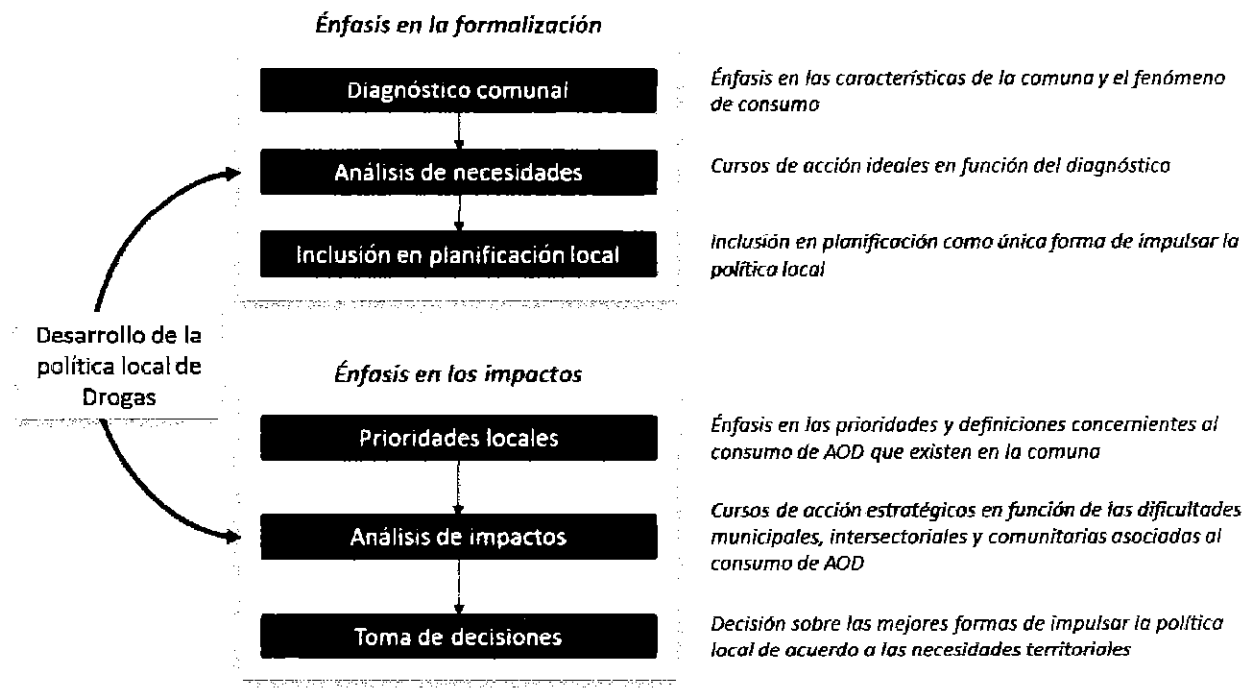 Énfasis en la formalización
Diagnóstico comunal
Énfasis en las características de la comuna y el fenómeno
de consumo
Análisis de necesidades
Cursos de acción ideales en función del diagnóstico
Inclusión en planificación local
Inclusión en planificación como única forma de impulsar la
política local
Desarrollo de la
política local de
Drogas
Énfasis en los impactos
Prioridades locales
Énfasis en las prioridades y definiciones concernientes al
consumo de AOD que existen en la comuna
Análisis de impactos
Cursos de acción estratégicos en función de las dificultades
municipales, intersectoriales y comunitarias asociadas al
consumo de AOD
Toma de decisiones
Decisión sobre las mejores formas de impulsar la política
local de acuerdo a las necesidades territoriales